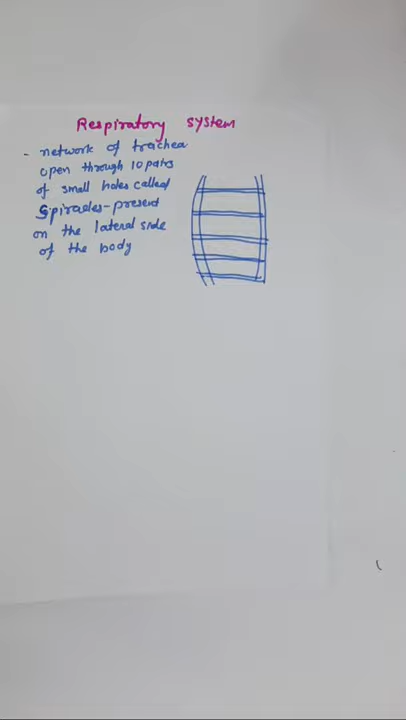 Respiratory system
- network of trachea
open through 10 pairs
of small holes called
Spiracles - present
on the lateral side
of the body